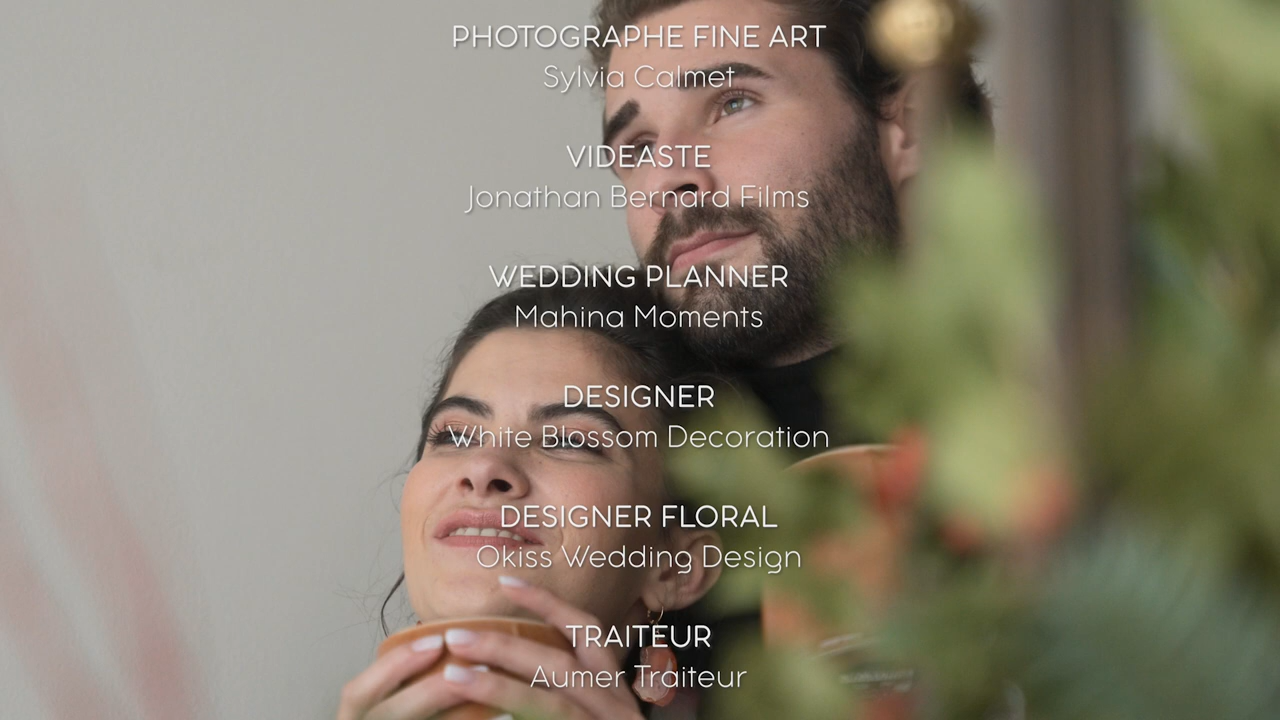 PHOTOGRAPHE FINE ART
Sylvia Calmet
VIDEASTE
Jonathan Bernard Films
WEDDING PLANNER
Mahina Moments
DESIGNER
White Blossom Decoration
DESIGNER FLORAL
Okiss Wedding Design
TRAITEUR
Aumer Traiteur